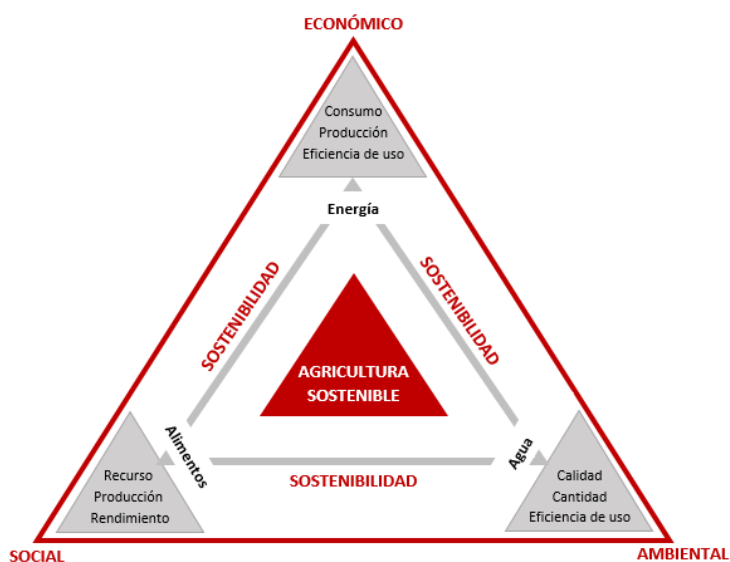 ECONÓMICO
Consumo
Producción
Eficiencia de uso
Energía
SOSTENIBILIDAD
SOSTENIBILIDAD
AGRICULTURA
SOSTENIBLE
Alimentos
Agua
Recurso
Producción
Rendimiento
SOSTENIBILIDAD
Calidad
Cantidad
Eficiencia de uso
SOCIAL
AMBIENTAL